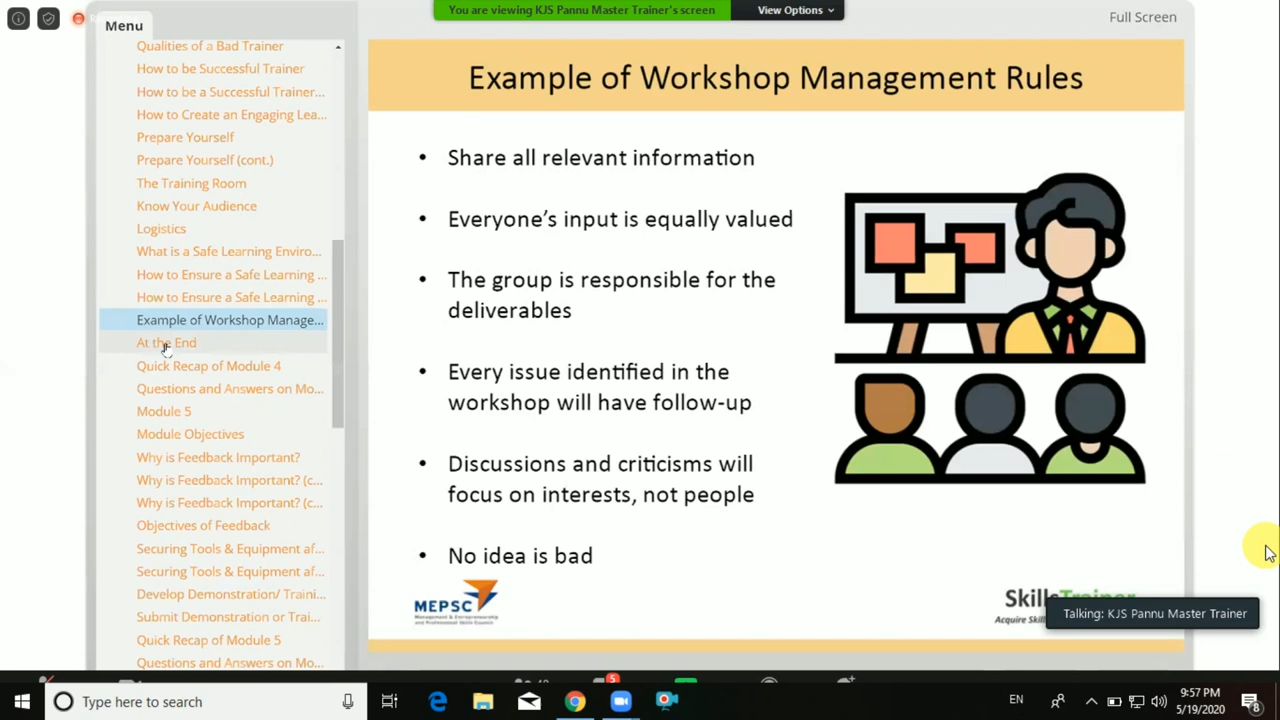 You are viewing KJS Pannu Master Trainer's screen
View Options
Full Screen
Menu
Qualities of a Bad Trainer
How to be Successful Trainer
How to be a Successful Trainer...
How to Create an Engaging Lea...
Prepare Yourself
Prepare Yourself (cont.)
The Training Room
Know Your Audience
Logistics
What is a Safe Learning Enviro...
How to Ensure a Safe Learning ...
How to Ensure a Safe Learning ...
Example of Workshop Manage...
At the End
Quick Recap of Module 4
Questions and Answers on Mo...
Module 5
Module Objectives
Why is Feedback Important?
Why is Feedback Important? (c...
Why is Feedback Important? (c...
Objectives of Feedback
Securing Tools & Equipment af...
Securing Tools & Equipment af...
Develop Demonstration/ Traini...
Submit Demonstration or Trai...
Quick Recap of Module 5
Questions and Answers on Mo...
Example of Workshop Management Rules
• Share all relevant information
• Everyone's input is equally valued
• The group is responsible for the
deliverables
• Every issue identified in the
workshop will have follow-up
• Discussions and criticisms will
focus on interests, not people
• No idea is bad
MEPSC
Management & Entrepreneurship
and Professional Skills Council
Talking: KJS Pannu Master Trainer
5
Type here to search
EN
9:57 PM
5/19/2020
8